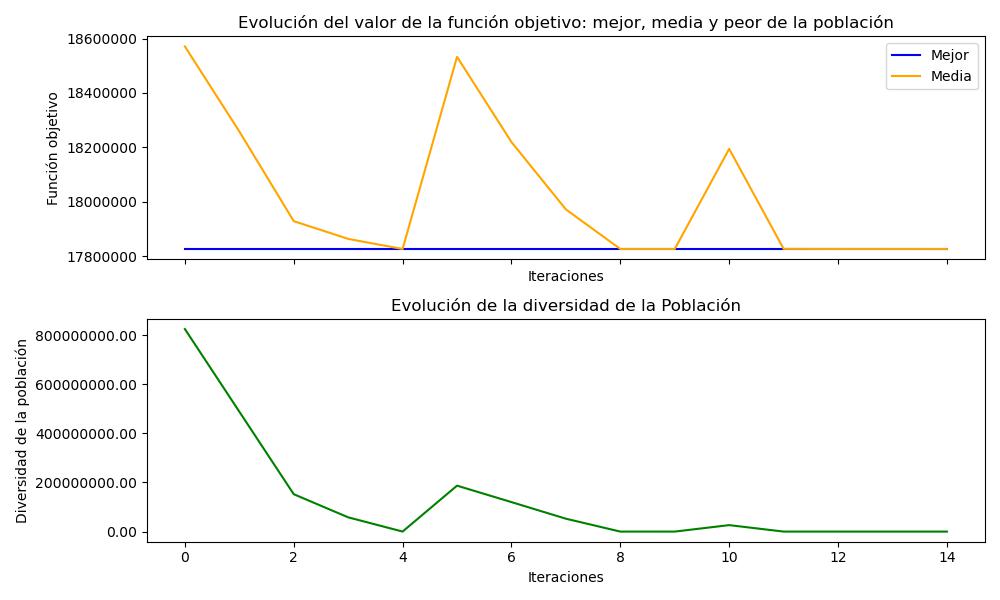 Evolución del valor de la función objetivo: mejor, media y peor de la población
18600000
18400000
18200000
18000000
17800000
Función objetivo
Mejor
Media
Iteraciones
Evolución de la diversidad de la Población
800000000.00
600000000.00
400000000.00
200000000.00
0.00
Diversidad de la población
0 2 4 6 8 10 12 14
Iteraciones